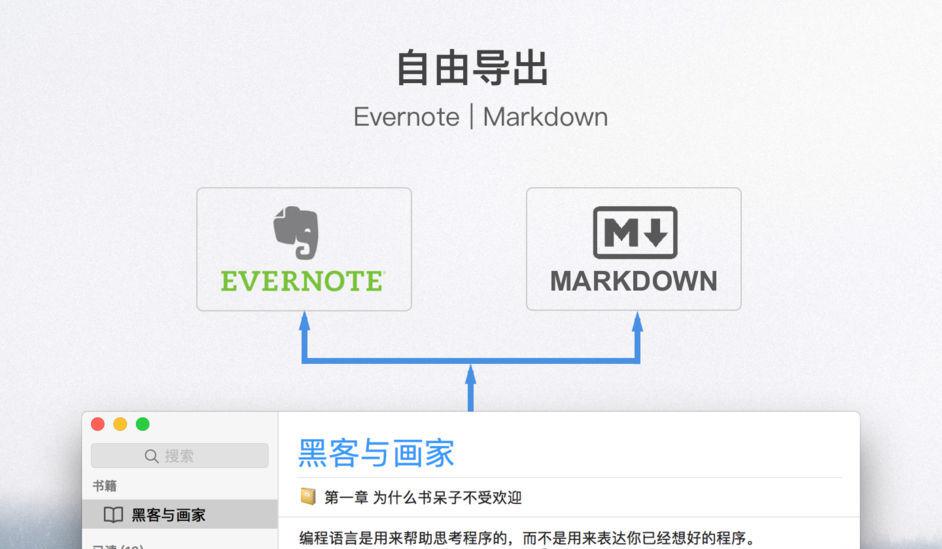 自由导出
Evernote | Markdown
EVERNOTE
MARKDOWN
搜索
黑客与画家
书籍
第一章 为什么书呆子不受欢迎
黑客与画家
编程语言是用来帮助思考程序的，而不是用来表达你已经想好的程序。